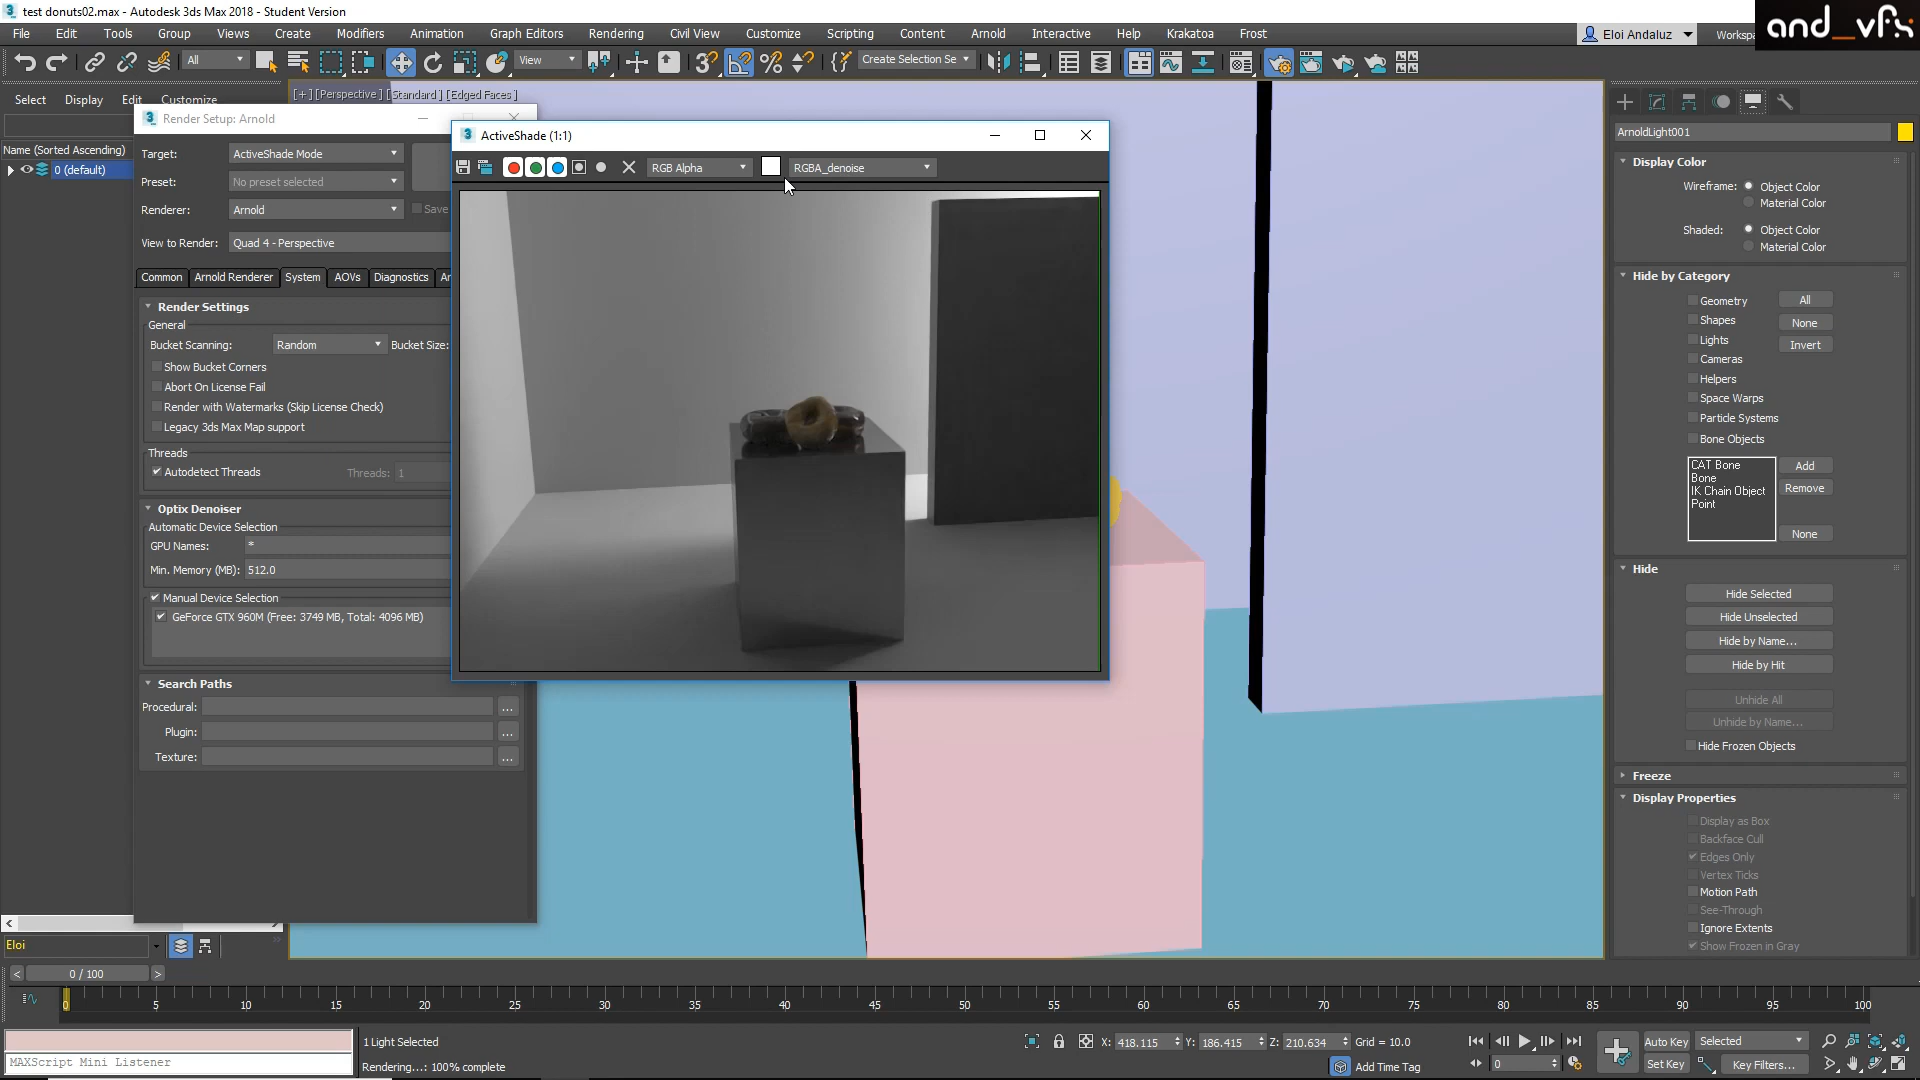 test donuts02.max - Autodesk 3ds Max 2018 - Student Version
and__vfx
File Edit Tools Group Views Create Modifiers Animation Graph Editors Rendering Civil View Customize Scripting Content Arnold Interactive Help Krakatoa Frost
Eloi Andaluz
Workspa
All
View
Create Selection Se
Select Display Edit Customize
[+] [Perspective] [Standard] [Edged Faces]
Name (Sorted Ascending)
0 (default)
Render Setup: Arnold
Target: ActiveShade Mode
Preset: No preset selected
Renderer: Arnold
Save
View to Render: Quad 4 - Perspective
Common Arnold Renderer System AOVs Diagnostics Ar
Render Settings
General
Bucket Scanning: Random Bucket Size:
Show Bucket Corners
Abort On License Fail
Render with Watermarks (Skip License Check)
Legacy 3ds Max Map support
Threads
Autodetect Threads Threads: 1
Optix Denoiser
Automatic Device Selection
GPU Names: *
Min. Memory (MB): 512.0
Manual Device Selection
GeForce GTX 960M (Free: 3749 MB, Total: 4096 MB)
Search Paths
Procedural: ...
Plugin: ...
Texture: ...
ActiveShade (1:1)
RGB Alpha RGBA_denoise
ArnoldLight001
Display Color
Wireframe: Object Color
Material Color
Shaded: Object Color
Material Color
Hide by Category
Geometry All
Shapes None
Lights Invert
Cameras
Helpers
Space Warps
Particle Systems
Bone Objects
CAT Bone Add
Bone Remove
IK Chain Object
Point
None
Hide
Hide Selected
Hide Unselected
Hide by Name...
Hide by Hit
Unhide All
Unhide by Name...
Hide Frozen Objects
Freeze
Display Properties
Display as Box
Backface Cull
Edges Only
Vertex Ticks
Motion Path
See-Through
Ignore Extents
Show Frozen in Gray
Eloi
< 0 / 100 >
0 5 10 15 20 25 30 35 40 45 50 55 60 65 70 75 80 85 90 95 100
1 Light Selected
X: 418.115 Y: 186.415 Z: 210.634 Grid = 10.0
Auto Key Selected
MAXScript Mini Listener
Rendering...: 100% complete
Add Time Tag
0
Set Key Key Filters...